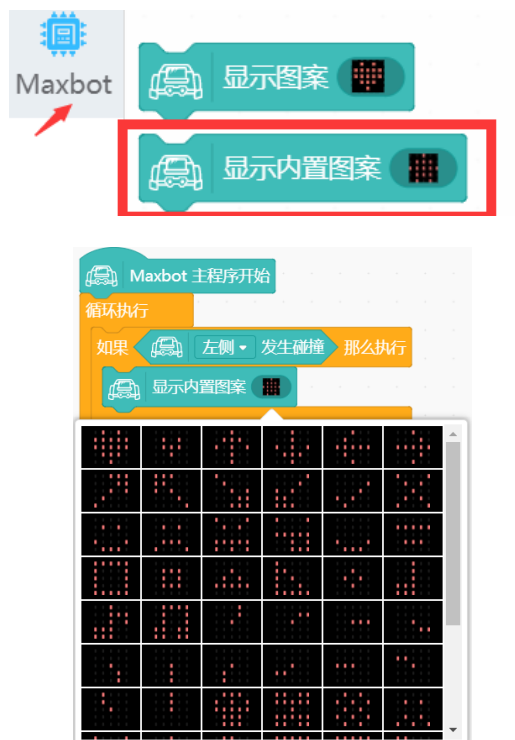 Maxbot
显示图案
显示内置图案
Maxbot 主程序开始
循环执行
如果 左侧 发生碰撞 那么执行
显示内置图案